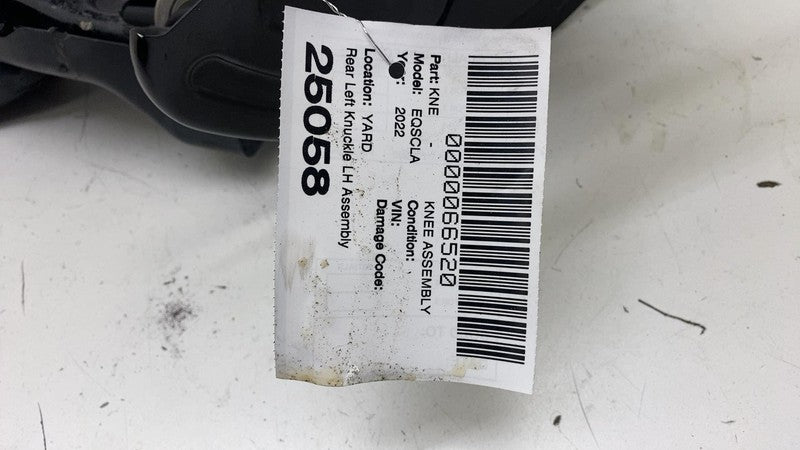 0000066520
Part: KNE - KNEE ASSEMBLY
Model: EQSCLA Condition: ,
Year: 2022 VIN:
Damage Code:
Location: YARD
Rear Left Knuckle LH Assembly
25058